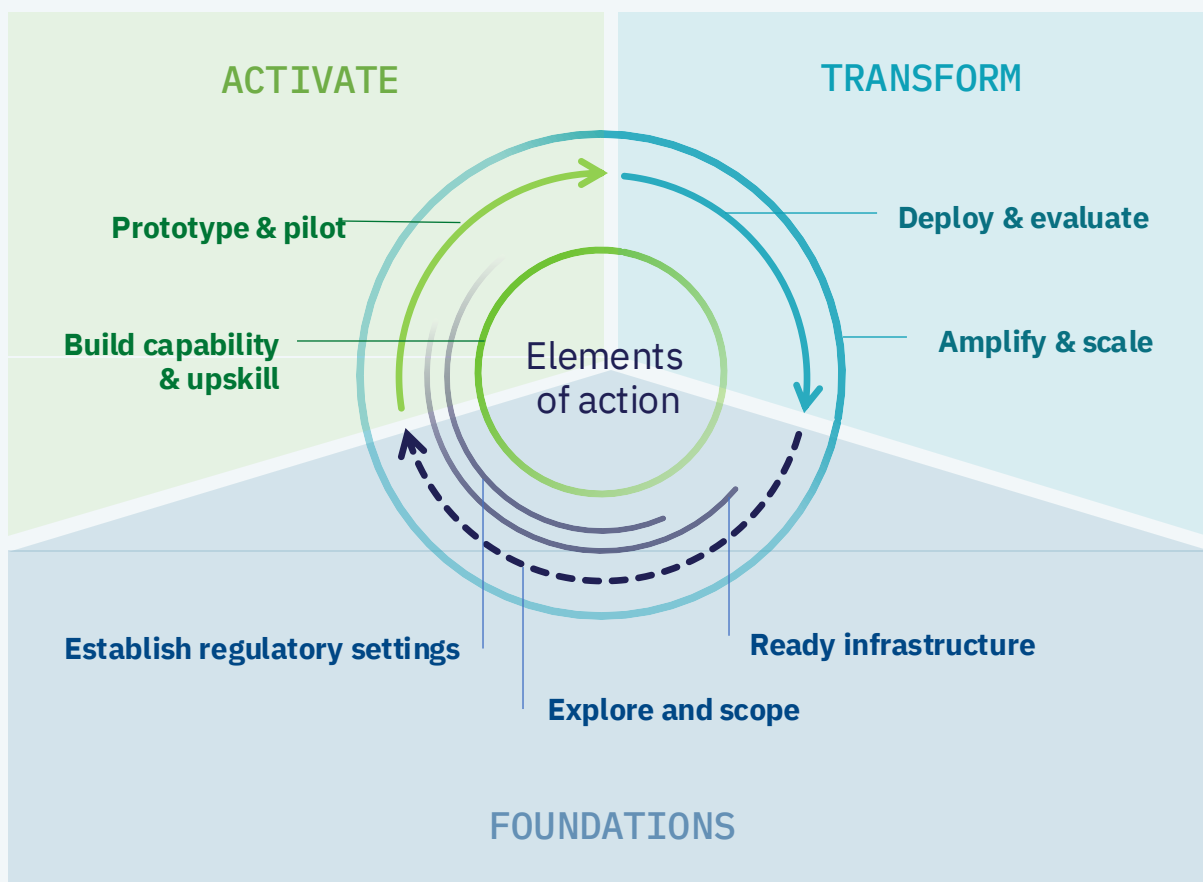 ACTIVATE
TRANSFORM
Prototype & pilot
Deploy & evaluate
Build capability
& upskill
Amplify & scale
Elements
of action
Establish regulatory settings
Ready infrastructure
Explore and scope
FOUNDATIONS